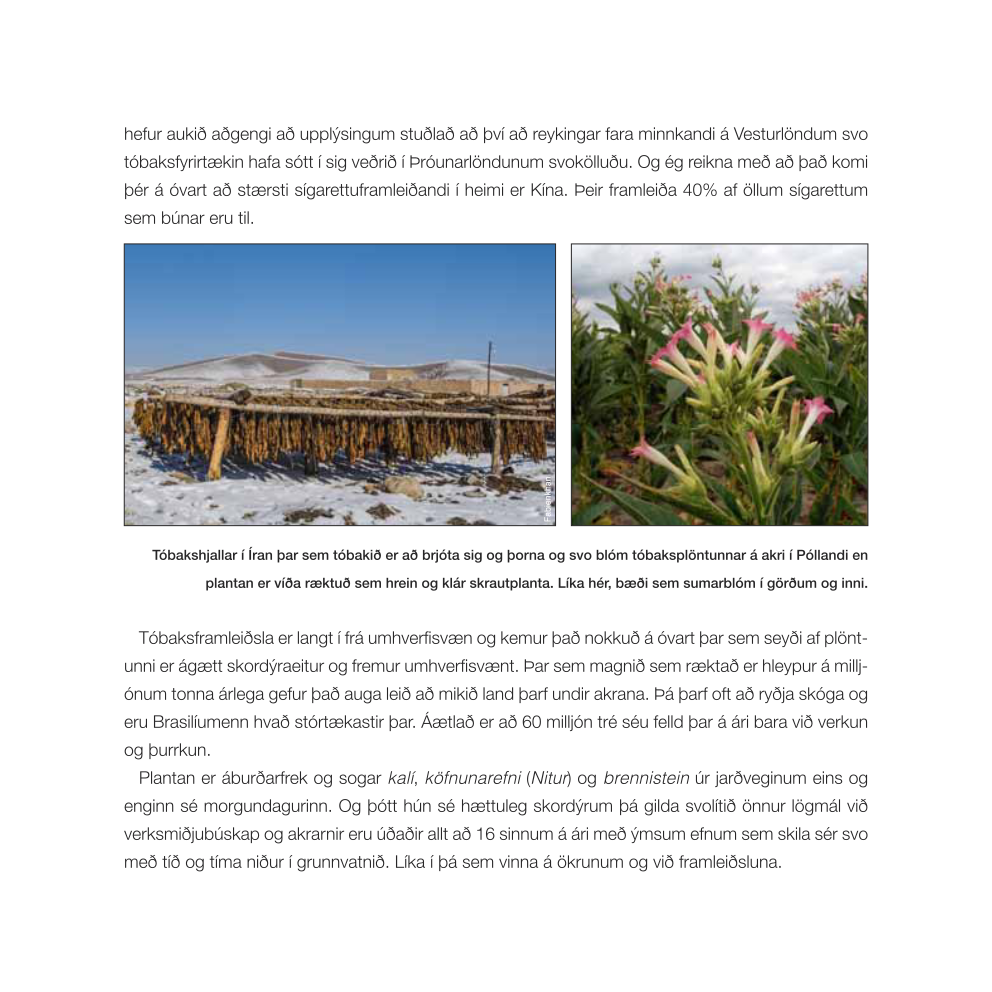 hefur aukið aðgengi að upplýsingum stuðlað að því að reykingar fara minnkandi á Vesturlöndum svo
tóbaksfyrirtækin hafa sótt í sig veðrið í Þróunarlöndunum svokölluðu. Og ég reikna með að það komi
þér á óvart að stærsti sígarettuframleiðandi í heimi er Kína. Þeir framleiða 40% af öllum sígarettum
sem búnar eru til.
Tóbakshjallar í Íran þar sem tóbakið er að brjóta sig og þorna og svo blóm tóbaksplöntunnar á akri í Póllandi en
plantan er víða ræktuð sem hrein og klár skrautplanta. Líka hér, bæði sem sumarblóm í görðum og inni.
Tóbaksframleiðsla er langt í frá umhverfisvæn og kemur það nokkuð á óvart þar sem seyði af plönt-
unni er ágætt skordýraeitur og fremur umhverfisvænt. Þar sem magnið sem ræktað er hleypur á millj-
ónum tonna árlega gefur það auga leið að mikið land þarf undir akrana. Þá þarf oft að ryðja skóga og
eru Brasilíumenn hvað stórtækastir þar. Áætlað er að 60 milljón tré séu felld þar á ári bara við verkun
og þurrkun.
Plantan er áburðarfrek og sogar kalí, köfnunarefni (Nitur) og brennistein úr jarðveginum eins og
enginn sé morgundagurinn. Og þótt hún sé hættuleg skordýrum þá gilda svolítið önnur lögmál við
verksmiðjubúskap og akrarnir eru úðaðir allt að 16 sinnum á ári með ýmsum efnum sem skila sér svo
með tíð og tíma niður í grunnvatnið. Líka í þá sem vinna á ökrunum og við framleiðsluna.